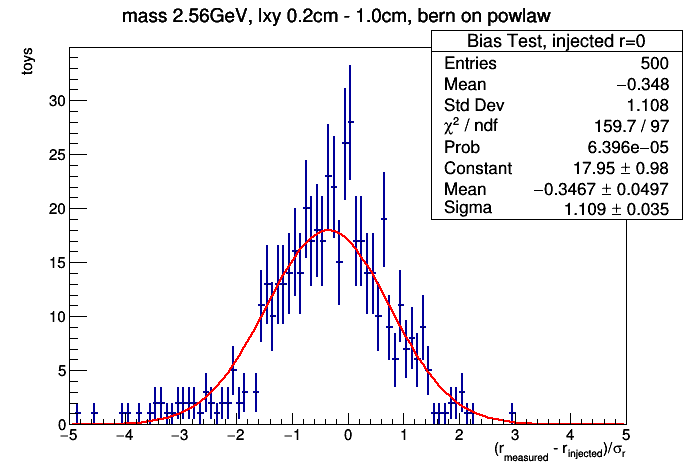 mass 2.56GeV, lxy 0.2cm - 1.0cm, bern on powlaw
toys
Bias Test, injected r=0
Entries 500
Mean −0.348
Std Dev 1.108
χ² / ndf 159.7 / 97
Prob 6.396e−05
Constant 17.95 ± 0.98
Mean −0.3467 ± 0.0497
Sigma 1.109 ± 0.035
30
25
20
15
10
5
0
−5 −4 −3 −2 −1 0 1 2 3 4 5
(r_measured - r_injected)/σ_r